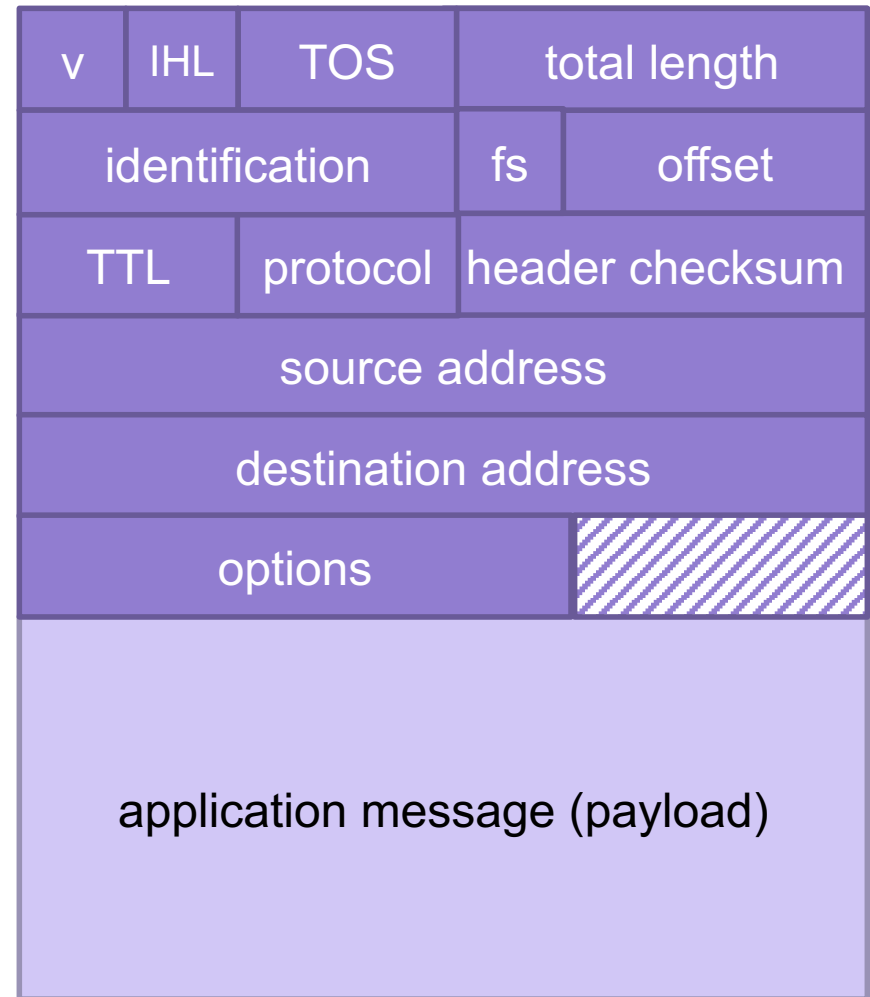 v IHL TOS total length
identification fs offset
TTL protocol header checksum
source address
destination address
options
application message (payload)